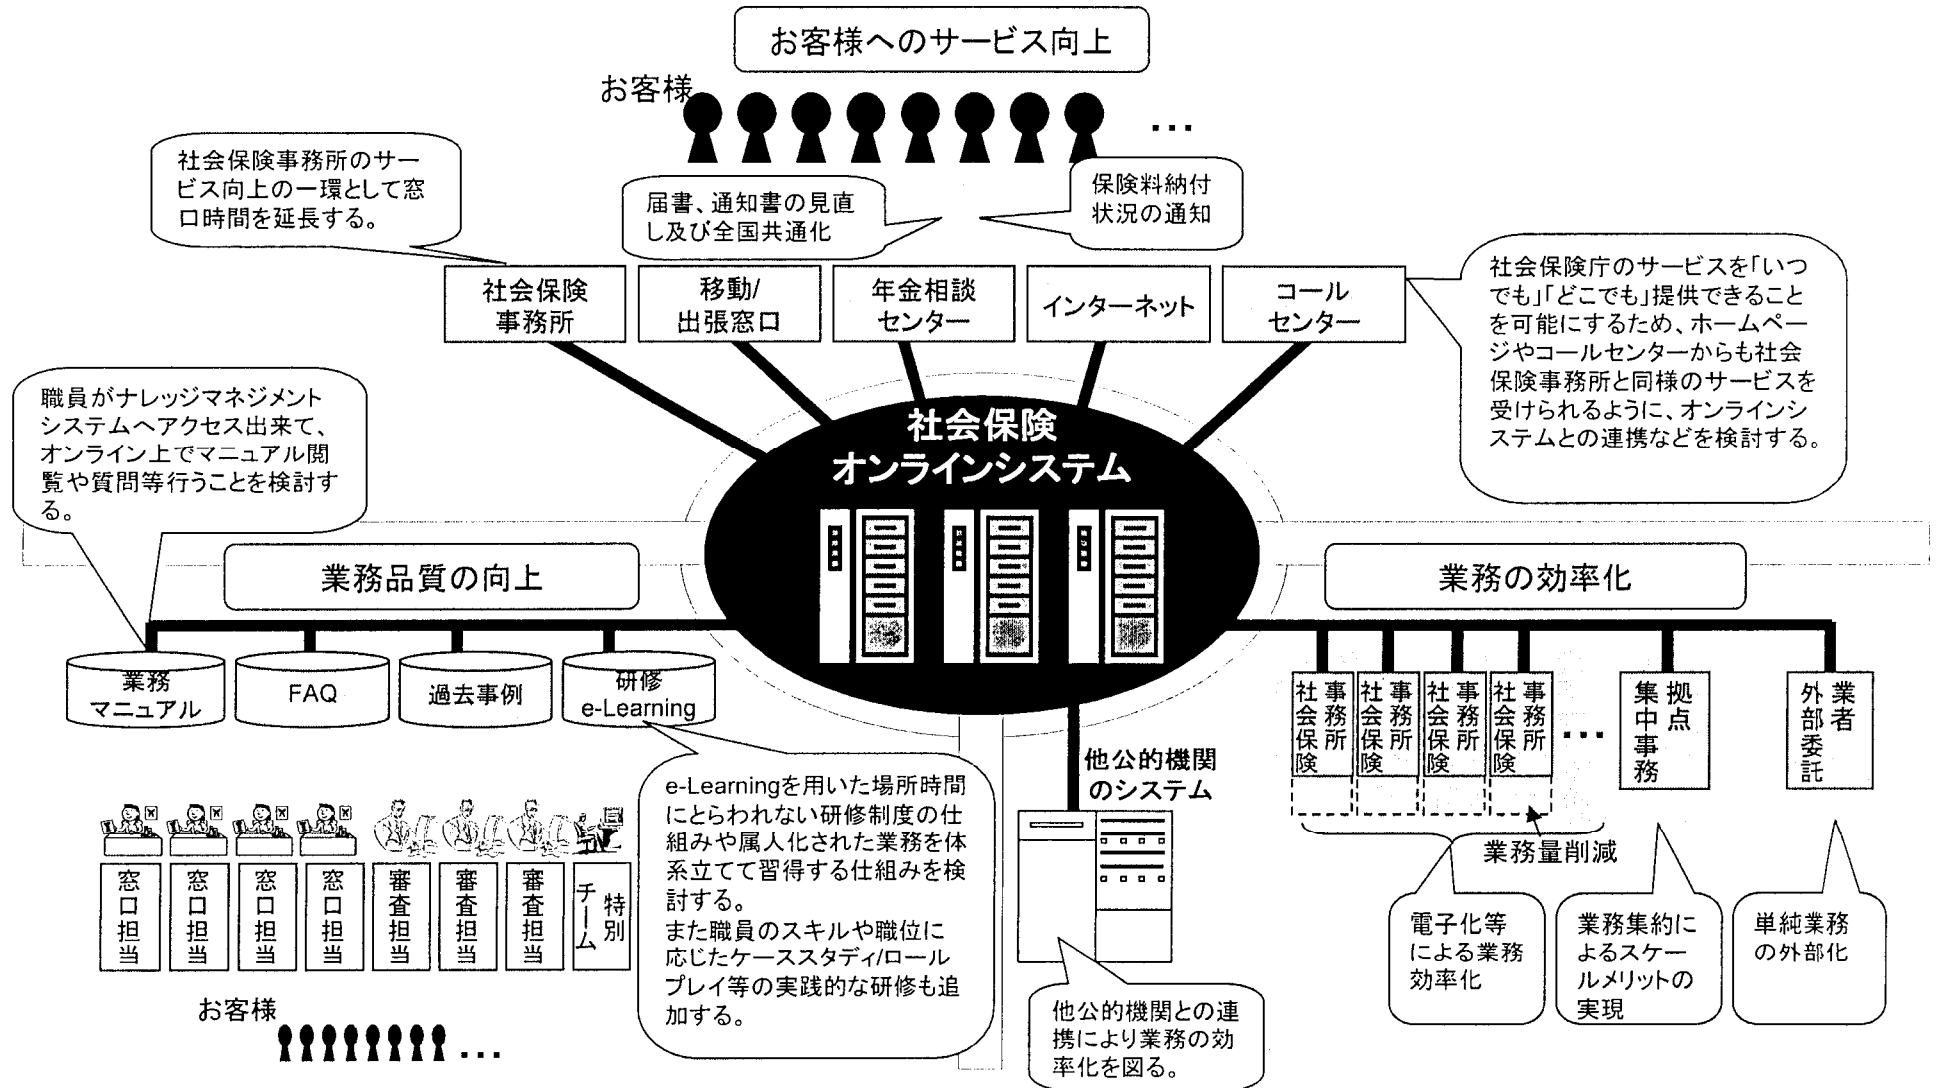 お客様へのサービス向上
お客様
...
社会保険事務所のサー
ビス向上の一環として窓
口時間を延長する。
届書、通知書の見直
し及び全国共通化
保険料納付
状況の通知
社会保険
事務所
移動/
出張窓口
年金相談
センター
インターネット
コール
センター
社会保険庁のサービスを「いつ
でも」「どこでも」提供できること
を可能にするため、ホームペー
ジやコールセンターからも社会
保険事務所と同様のサービスを
受けられるように、オンラインシ
ステムとの連携などを検討する。
職員がナレッジマネジメント
システムへアクセス出来て、
オンライン上でマニュアル閲
覧や質問等行うことを検討す
る。
社会保険
オンラインシステム
業務品質の向上
業務の効率化
業務
マニュアル
FAQ
過去事例
研修
e-Learning
社会保険
事務所
社会保険
事務所
社会保険
事務所
社会保険
事務所
...
集中事務
拠点
外部委託
業者
業務量削減
他公的機関
のシステム
e-Learningを用いた場所時間
にとらわれない研修制度の仕
組みや属人化された業務を体
系立てて習得する仕組みを検
討する。
また職員のスキルや職位に
応じたケーススタディ/ロール
プレイ等の実践的な研修も追
加する。
窓口担当
窓口担当
窓口担当
窓口担当
審査担当
審査担当
審査担当
特別
チーム
お客様
...
電子化等
による業務
効率化
業務集約に
よるスケー
ルメリットの
実現
単純業務
の外部化
他公的機関との連
携により業務の効
率化を図る。